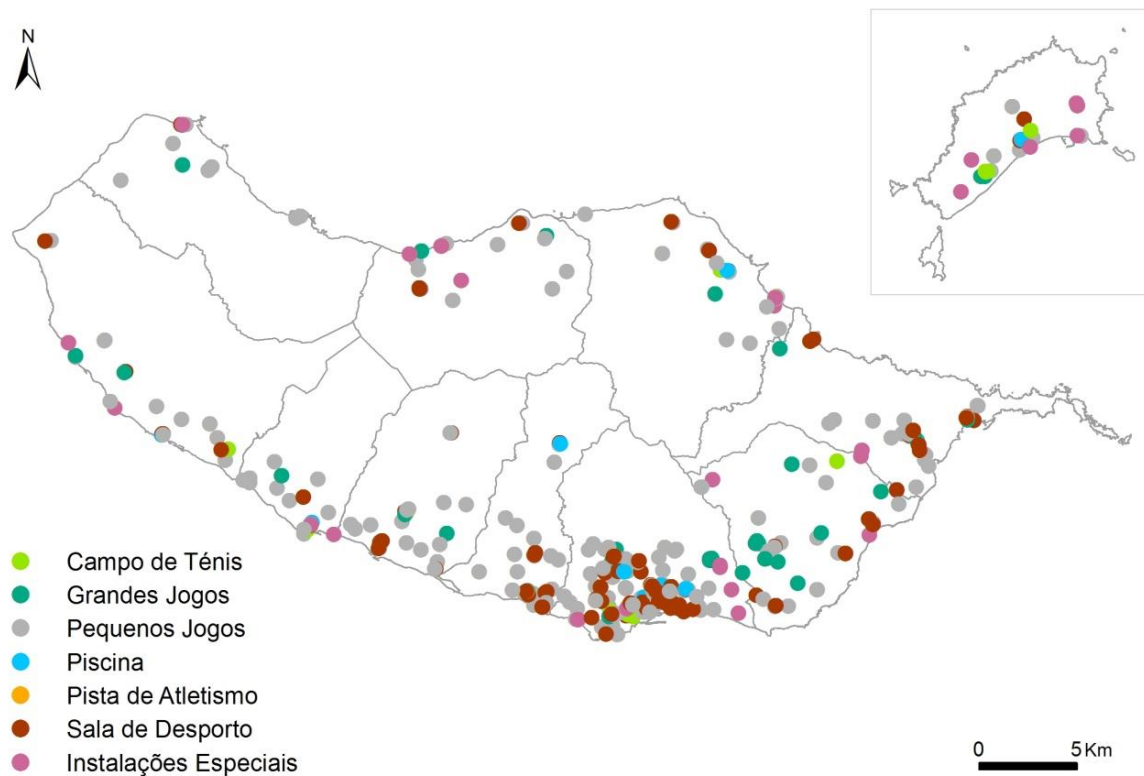 N
Campo de Ténis
Grandes Jogos
Pequenos Jogos
Piscina
Pista de Atletismo
Sala de Desporto
Instalações Especiais
0 5 Km